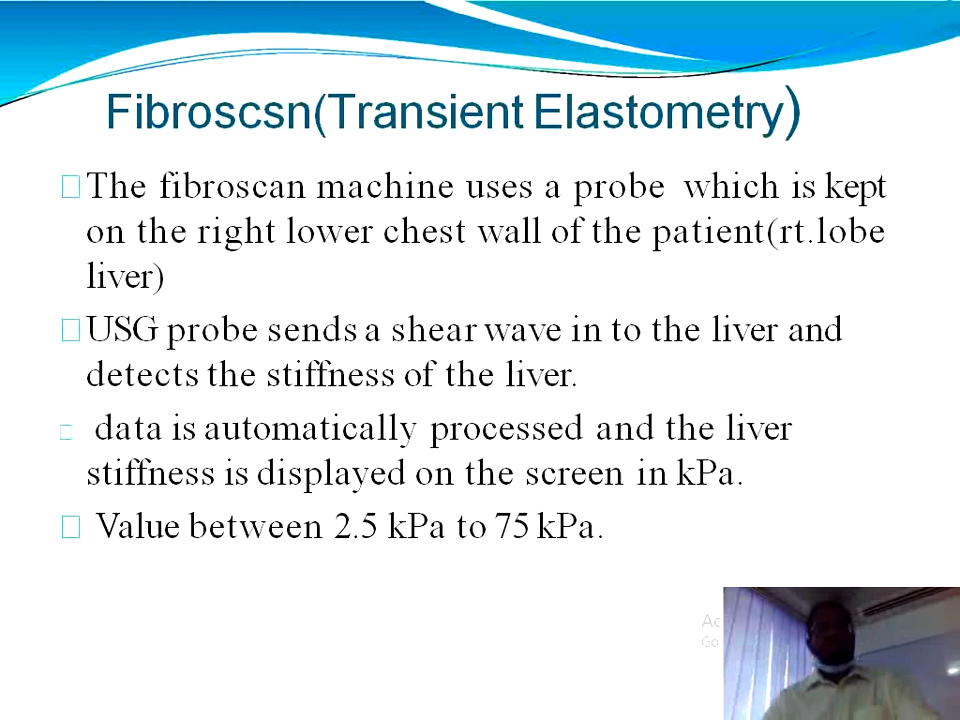 Fibroscsn(Transient Elastometry)
The fibroscan machine uses a probe which is kept
on the right lower chest wall of the patient(rt.lobe
liver)
USG probe sends a shear wave in to the liver and
detects the stiffness of the liver.
data is automatically processed and the liver
stiffness is displayed on the screen in kPa.
Value between 2.5 kPa to 75 kPa.
Ac
Go